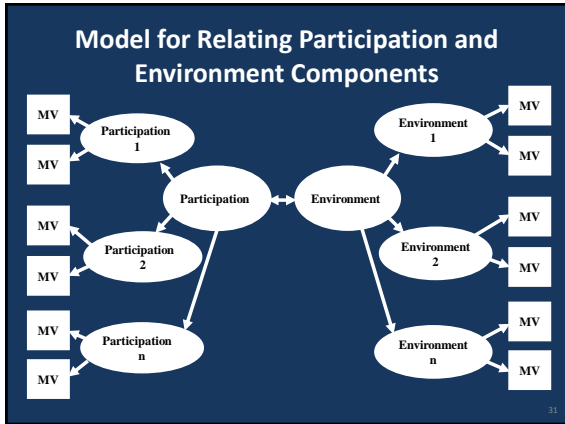 Model for Relating Participation and
Environment Components
MV
MV
Participation
1
MV
MV
Participation
2
MV
MV
Participation
n
Participation
Environment
Environment
1
MV
MV
Environment
2
MV
MV
Environment
n
MV
MV
31